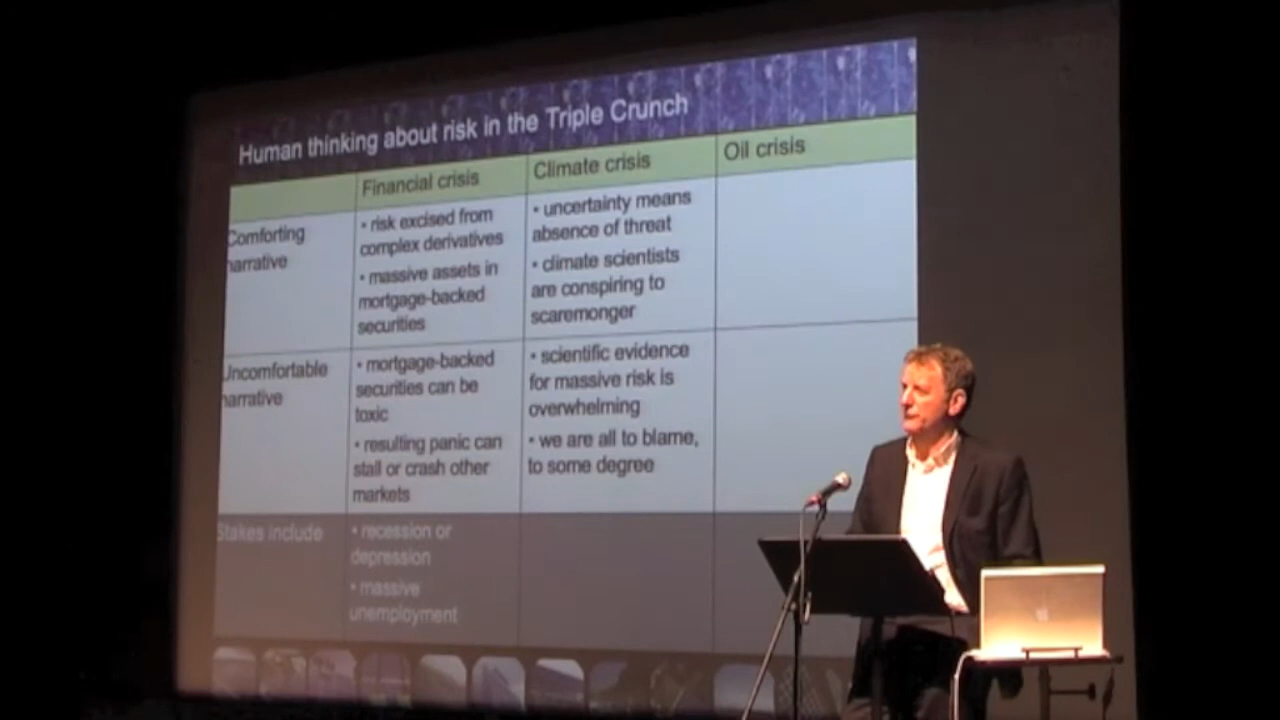 Human thinking about risk in the Triple Crunch
Financial crisis
Climate crisis
Oil crisis
Comforting
narrative
• risk excised from
complex derivatives
• massive assets in
mortgage-backed
securities
• uncertainty means
absence of threat
• climate scientists
are conspiring to
scaremonger
Uncomfortable
narrative
• mortgage-backed
securities can be
toxic
• resulting panic can
stall or crash other
markets
• scientific evidence
for massive risk is
overwhelming
• we are all to blame,
to some degree
Stakes include
• recession or
depression
• massive
unemployment